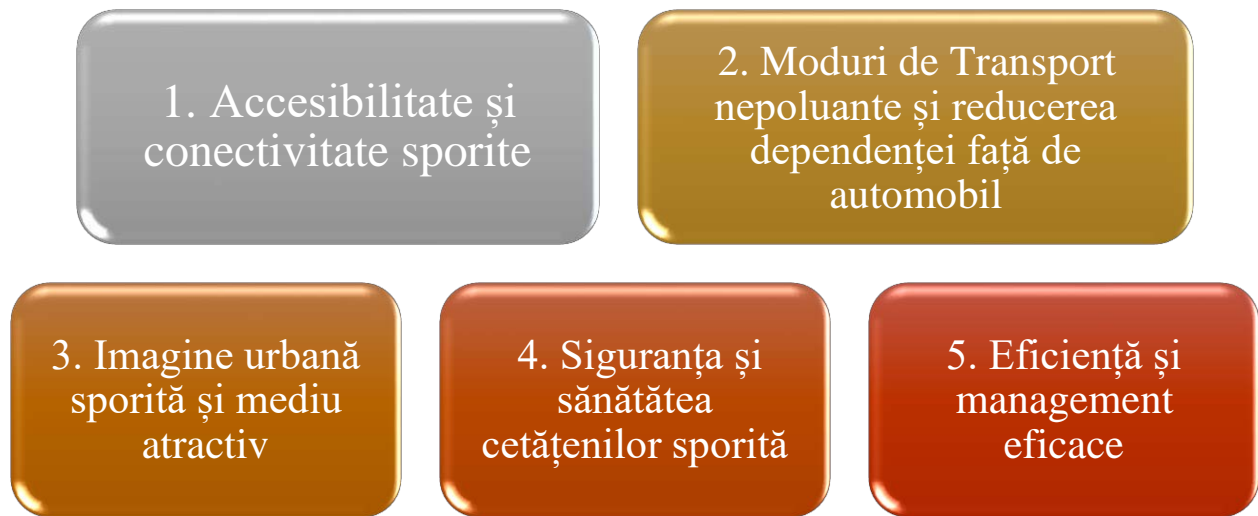 1. Accesibilitate și
conectivitate sporite
2. Moduri de Transport
nepoluante și reducerea
dependenței față de
automobil
3. Imagine urbană
sporită și mediu
atractiv
4. Siguranța și
sănătătea
cetățenilor sporită
5. Eficiență și
management
eficace